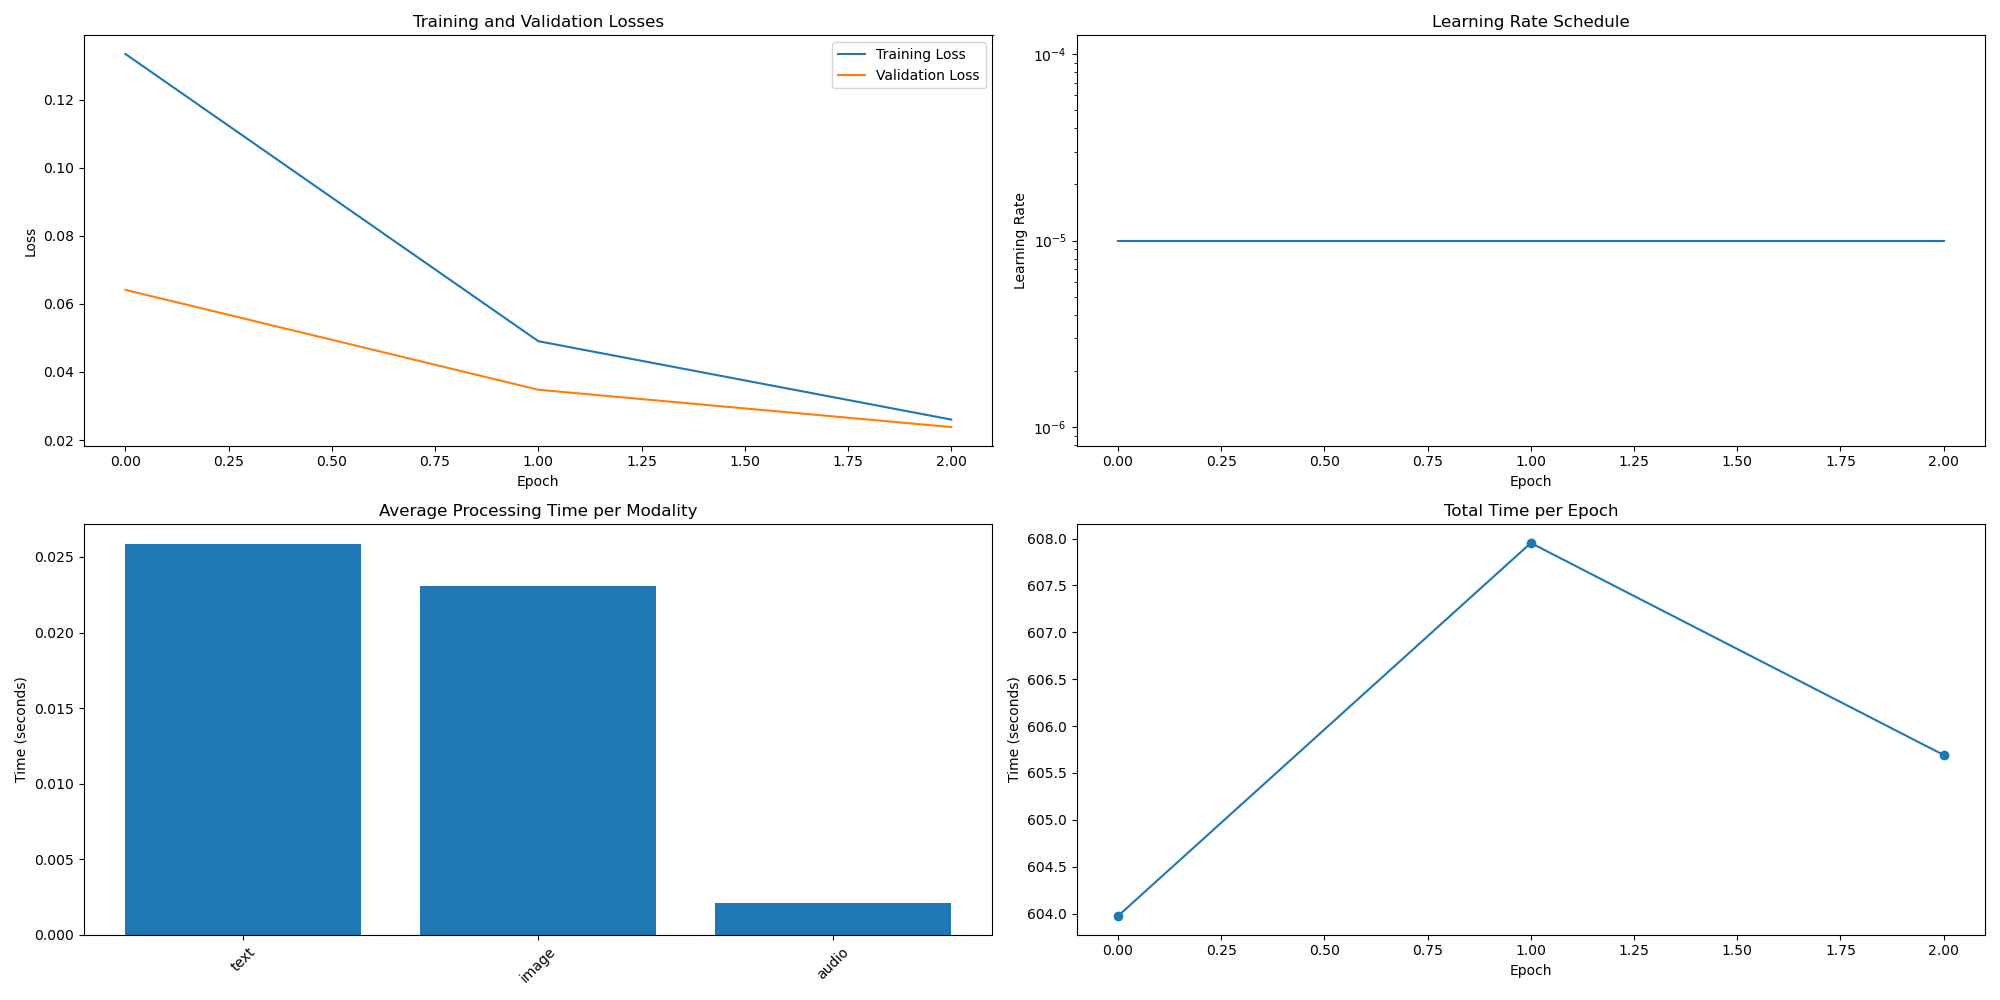 Training and Validation Losses
Training Loss
Validation Loss
Loss
0.12
0.10
0.08
0.06
0.04
0.02
0.00 0.25 0.50 0.75 1.00 1.25 1.50 1.75 2.00
Epoch
Learning Rate Schedule
Learning Rate
10⁻⁴
10⁻⁵
10⁻⁶
0.00 0.25 0.50 0.75 1.00 1.25 1.50 1.75 2.00
Epoch
Average Processing Time per Modality
Time (seconds)
0.025
0.020
0.015
0.010
0.005
0.000
text image audio
Total Time per Epoch
Time (seconds)
608.0
607.5
607.0
606.5
606.0
605.5
605.0
604.5
604.0
0.00 0.25 0.50 0.75 1.00 1.25 1.50 1.75 2.00
Epoch